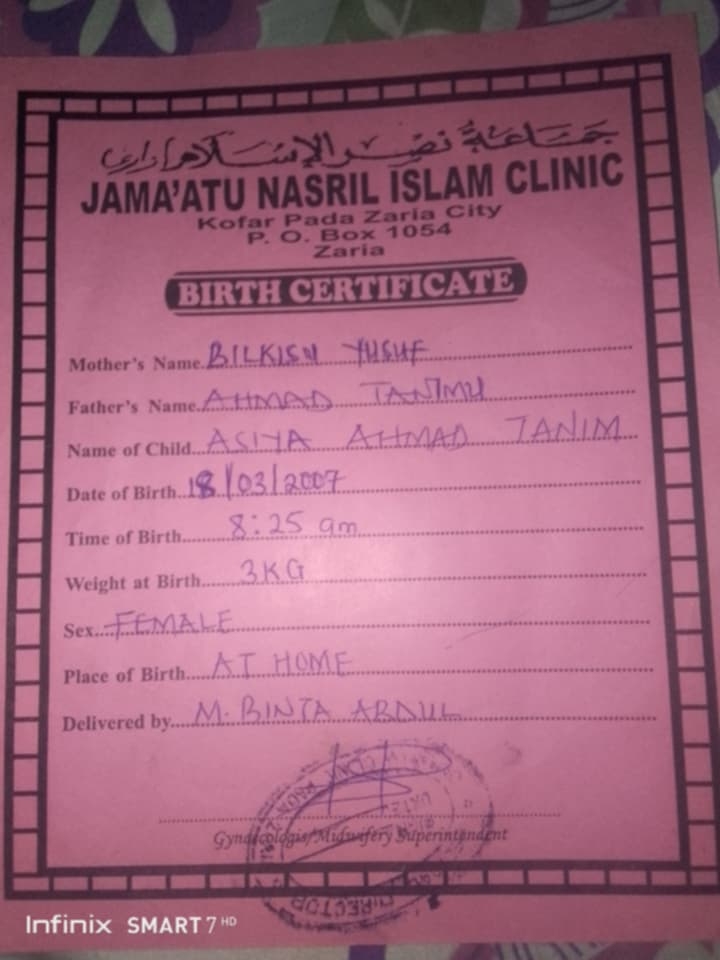 جماعة نصر الإسلام زاريا
JAMA'ATU NASRIL ISLAM CLINIC
Kofar Pada Zaria City
P. O. Box 1054
Zaria
BIRTH CERTIFICATE
Mother's Name BILKISU YUSUF
Father's Name AHMAD TANIMU
Name of Child ASIYA AHMAD TANIM
Date of Birth 18/03/2007
Time of Birth 8:25 am
Weight at Birth 3KG
Sex FEMALE
Place of Birth AT HOME
Delivered by M. BINTA ABDUL
Gynaecologis/Midwifery Superintendent
DIRECTOR
Infinix SMART 7 HD